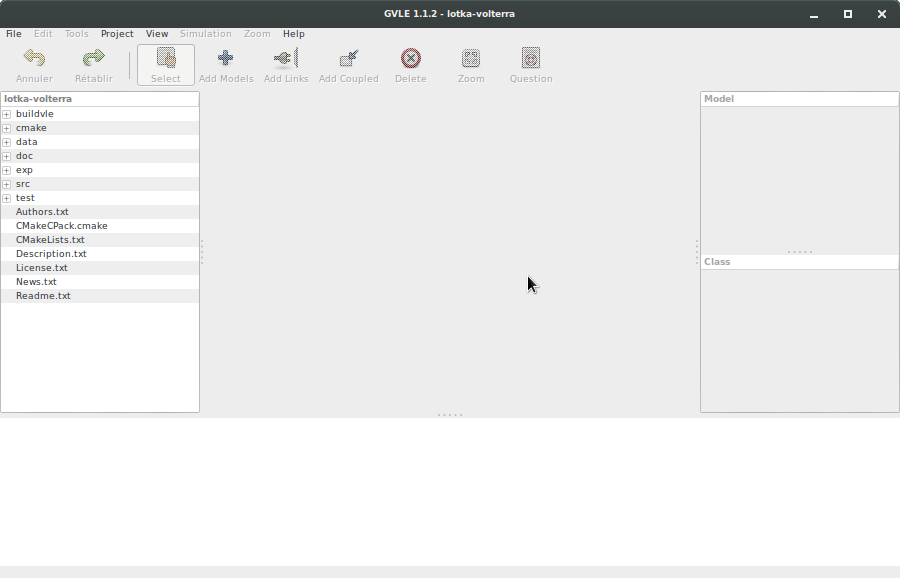 GVLE 1.1.2 - lotka-volterra
File Edit Tools Project View Simulation Zoom Help
Annuler Rétablir Select Add Models Add Links Add Coupled Delete Zoom Question
lotka-volterra
buildvle
cmake
data
doc
exp
src
test
Authors.txt
CMakeCPack.cmake
CMakeLists.txt
Description.txt
License.txt
News.txt
Readme.txt
Model
Class